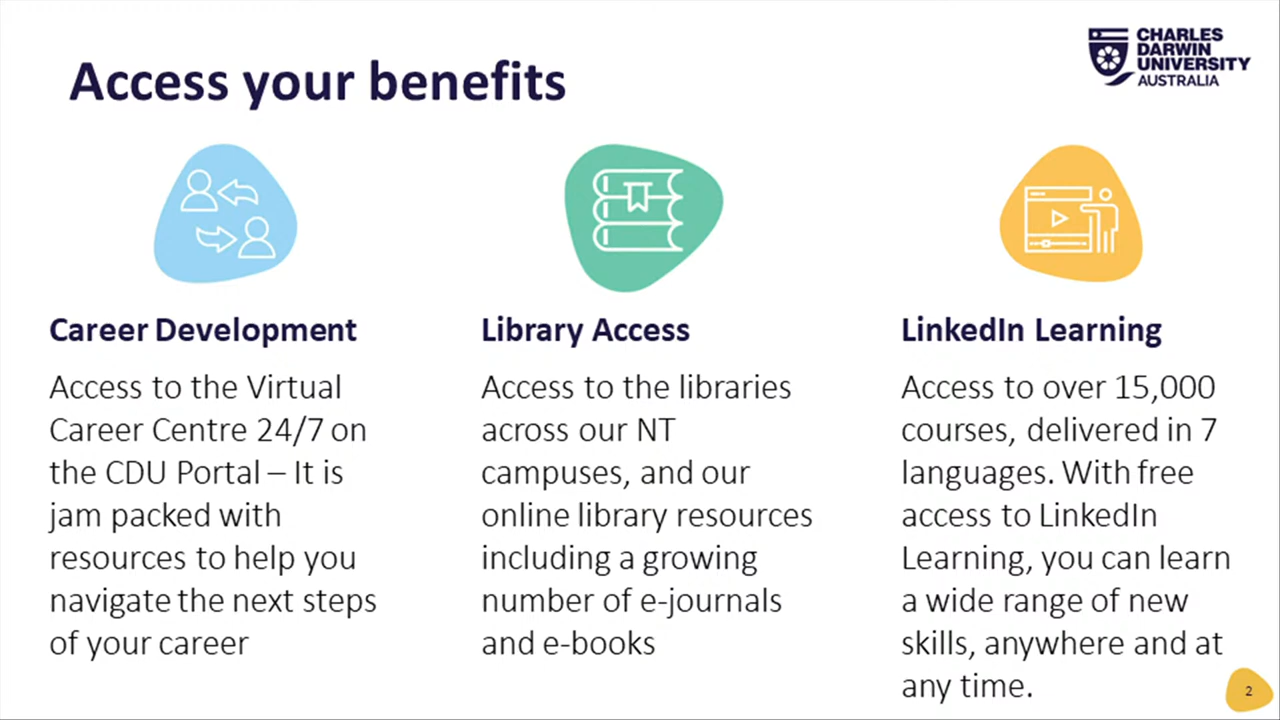 Access your benefits
CHARLES
DARWIN
UNIVERSITY
AUSTRALIA
Career Development
Access to the Virtual
Career Centre 24/7 on
the CDU Portal – It is
jam packed with
resources to help you
navigate the next steps
of your career
Library Access
Access to the libraries
across our NT
campuses, and our
online library resources
including a growing
number of e-journals
and e-books
LinkedIn Learning
Access to over 15,000
courses, delivered in 7
languages. With free
access to LinkedIn
Learning, you can learn
a wide range of new
skills, anywhere and at
any time.
2